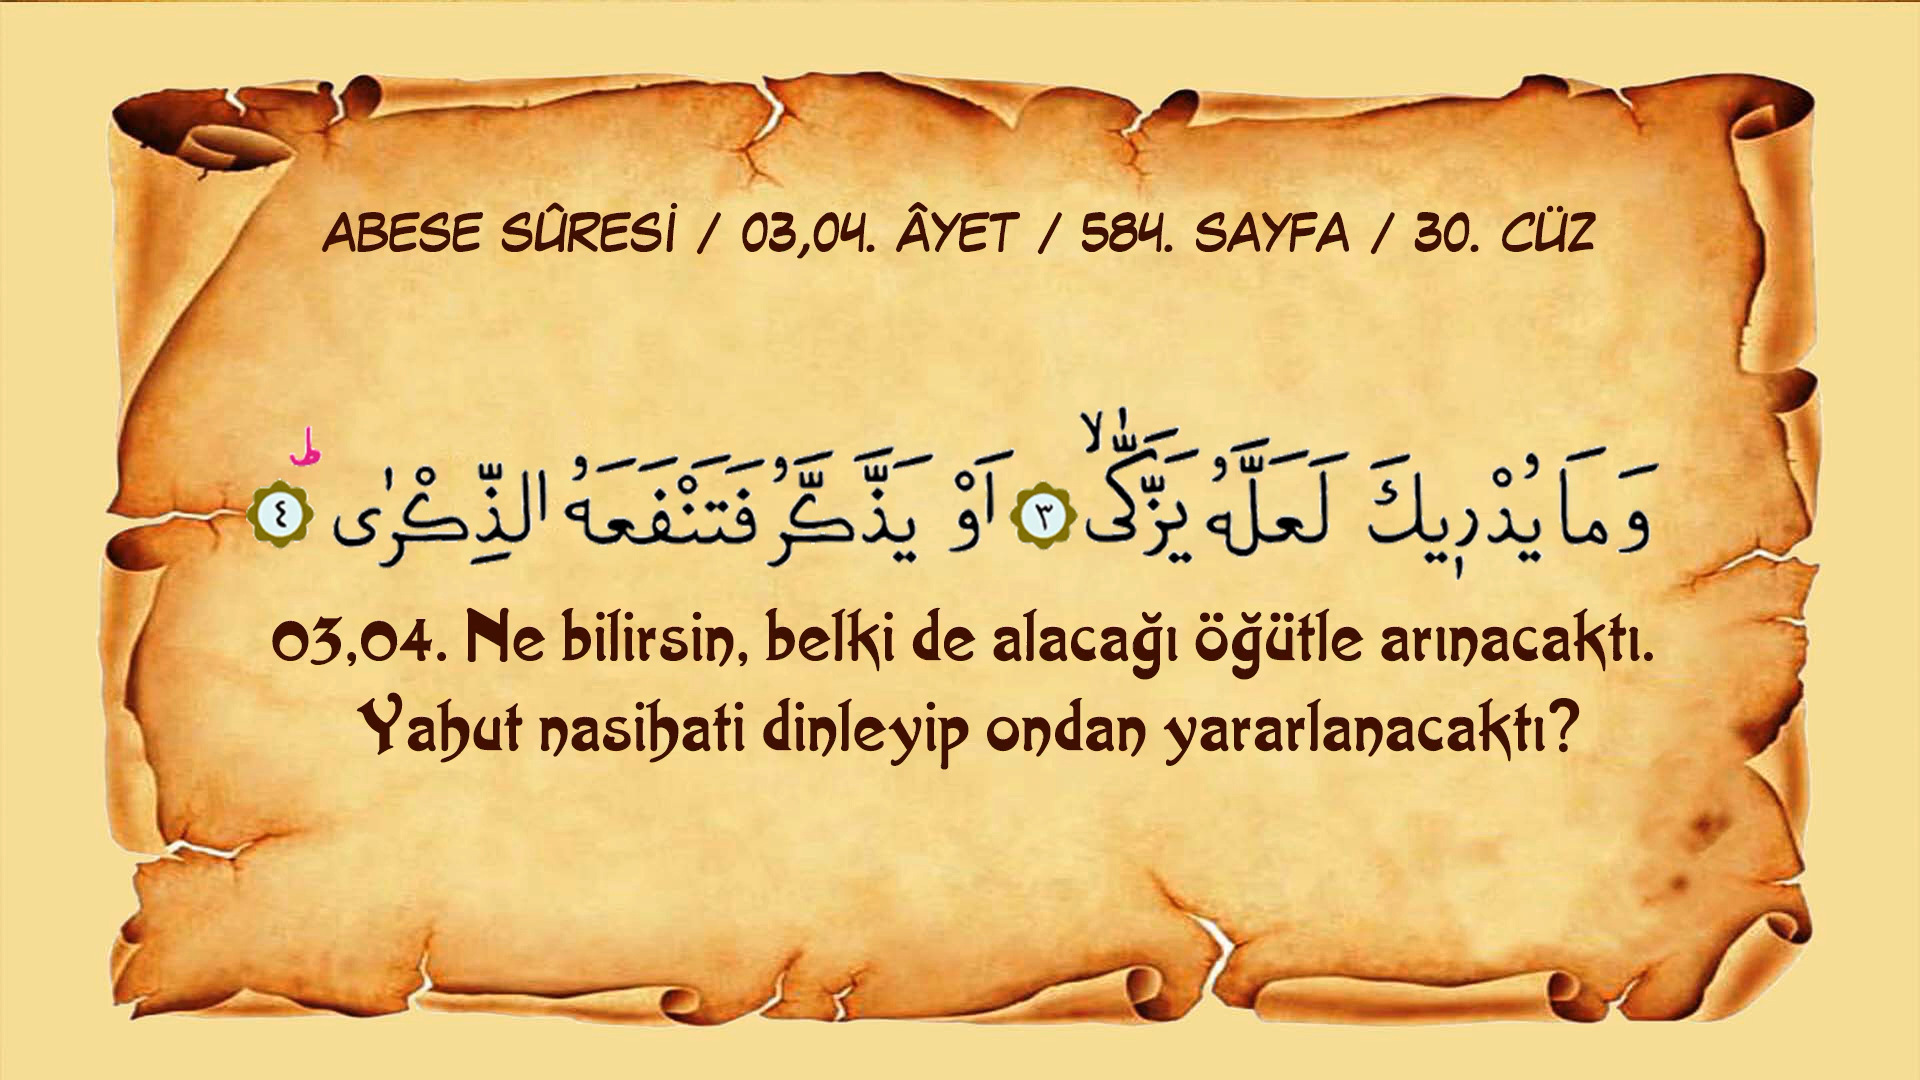 ABESE SÛRESİ / 03,04. ÂYET / 584. SAYFA / 30. CÜZ
وَمَا يُدْر۪يكَ لَعَلَّهُ يَزَّكّٰىۙ ﴿٣﴾ اَوْ يَذَّكَّرُ فَتَنْفَعَهُ الذِّكْرٰىۜ ﴿٤﴾
03,04. Ne bilirsin, belki de alacağı öğütle arınacaktı.
Yahut nasihati dinleyip ondan yararlanacaktı?